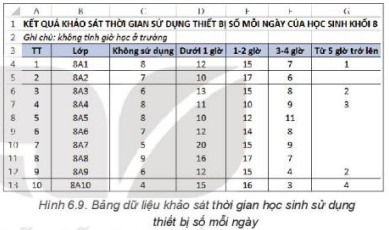 A B C D E F G
1 KẾT QUẢ KHẢO SÁT THỜI GIAN SỬ DỤNG THIẾT BỊ SỐ MỖI NGÀY CỦA HỌC SINH KHỐI 8
2 Ghi chú: không tính giờ học ở trường
3 TT Lớp Không sử dụng Dưới 1 giờ 1-2 giờ 3-4 giờ Từ 5 giờ trở lên
4 1 8A1 8 12 15 7 1
5 2 8A2 7 10 17 6
6 3 8A3 6 13 15 8 2
7 4 8A4 8 11 10 9 3
8 5 8A5 8 10 12 11
9 6 8A6 7 12 14 8
10 7 8A7 5 20 15 9
11 8 8A8 9 16 17 7
12 9 8A9 6 12 15 4 2
13 10 8A10 4 15 16 3 4
Hình 6.9. Bảng dữ liệu khảo sát thời gian học sinh sử dụng
thiết bị số mỗi ngày